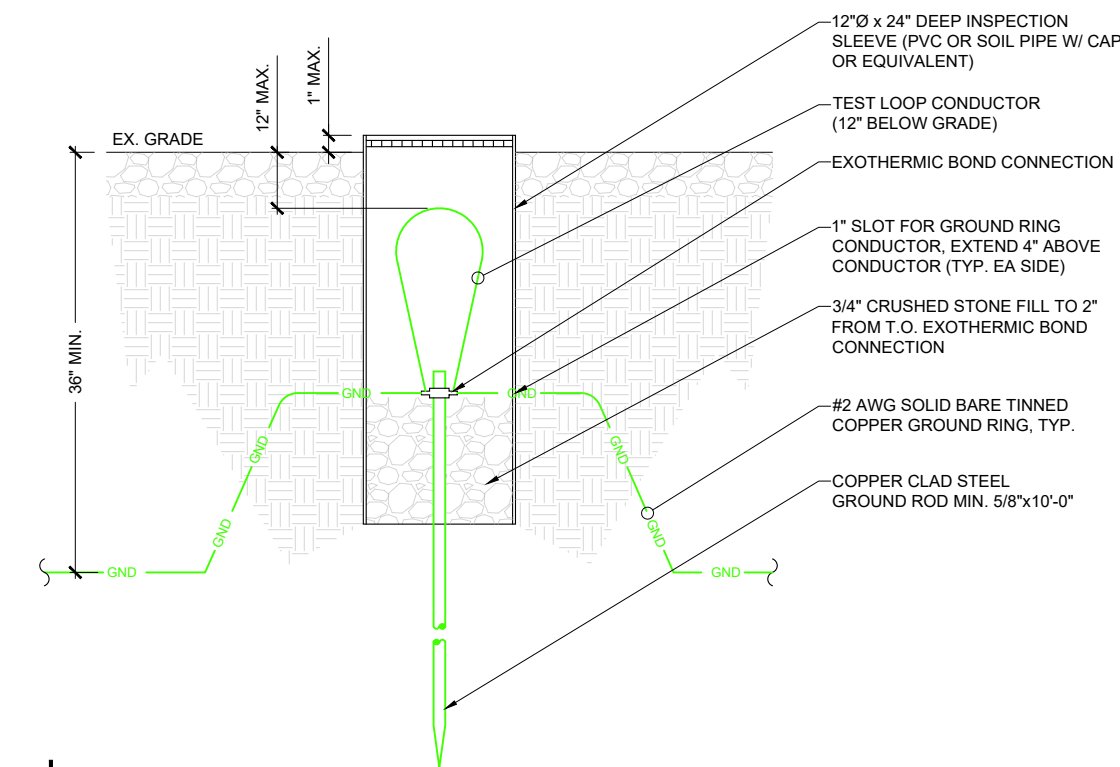 12"Ø x 24" DEEP INSPECTION
SLEEVE (PVC OR SOIL PIPE W/ CAP
OR EQUIVALENT)
1" MAX.
12" MAX.
TEST LOOP CONDUCTOR
(12" BELOW GRADE)
EX. GRADE
EXOTHERMIC BOND CONNECTION
1" SLOT FOR GROUND RING
CONDUCTOR, EXTEND 4" ABOVE
CONDUCTOR (TYP. EA SIDE)
3/4" CRUSHED STONE FILL TO 2"
FROM T.O. EXOTHERMIC BOND
CONNECTION
36" MIN.
GND
GND
#2 AWG SOLID BARE TINNED
COPPER GROUND RING, TYP.
GND
GND
COPPER CLAD STEEL
GROUND ROD MIN. 5/8"x10'-0"
GND
GND
GND
GND